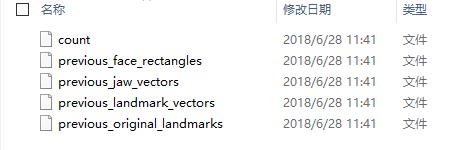 名称 修改日期 类型
count 2018/6/28 11:41 文件
previous_face_rectangles 2018/6/28 11:41 文件
previous_jaw_vectors 2018/6/28 11:41 文件
previous_landmark_vectors 2018/6/28 11:41 文件
previous_original_landmarks 2018/6/28 11:41 文件